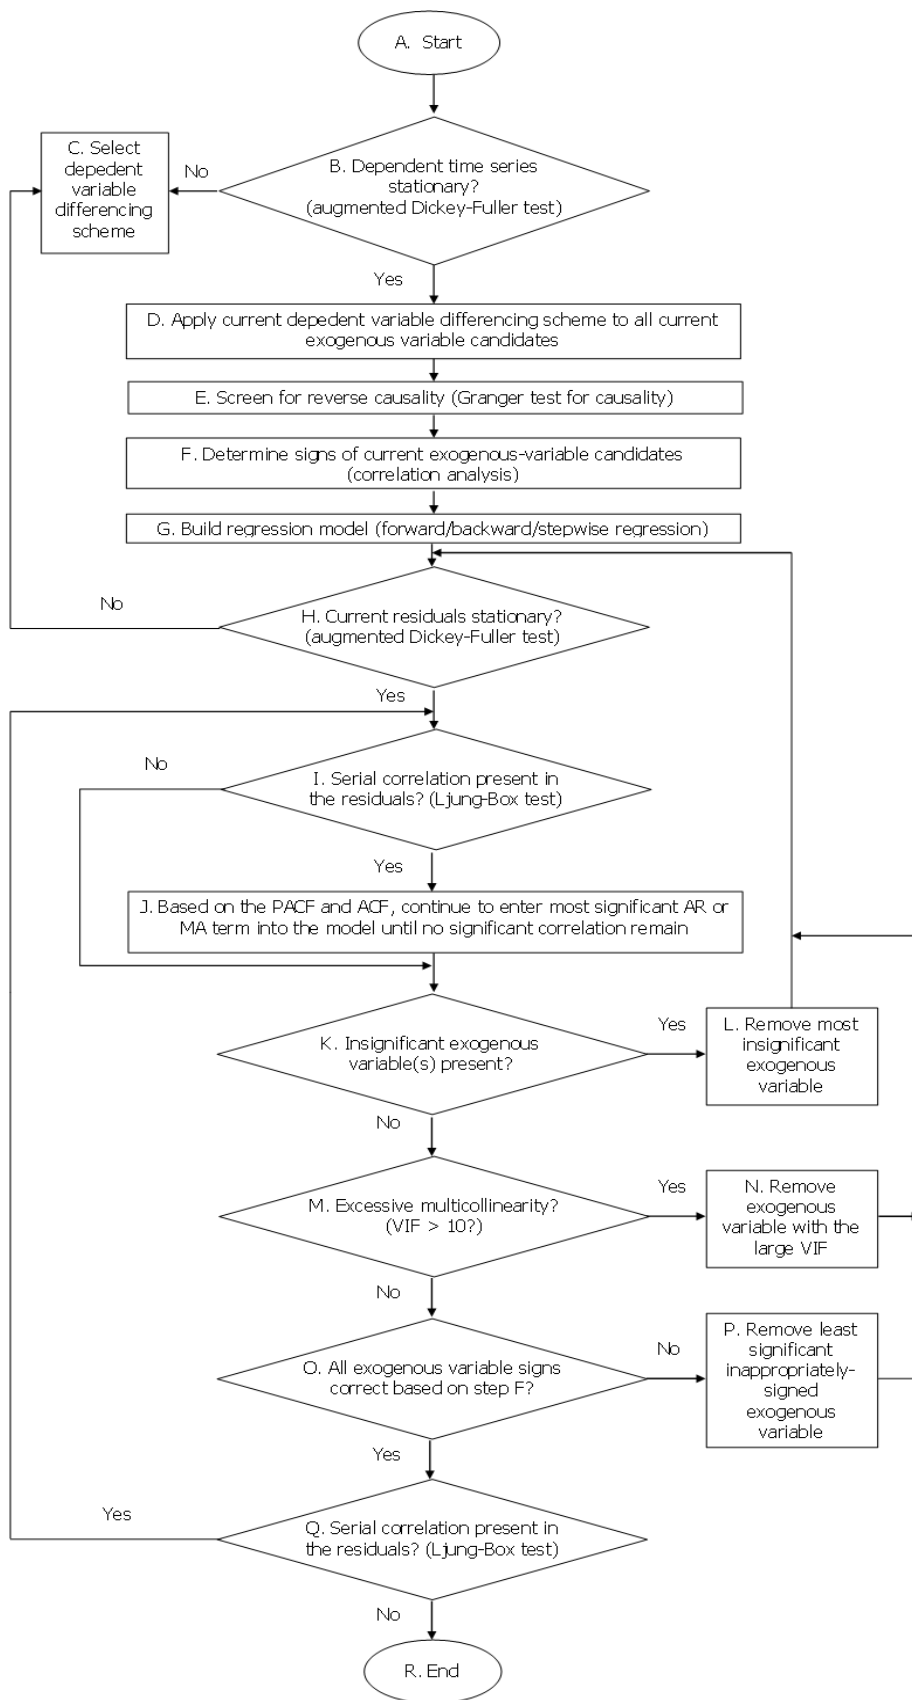 A. Start
B. Dependent time series
stationary?
(augmented Dickey-Fuller test)
No
C. Select
depedent
variable
differencing
scheme
Yes
D. Apply current depedent variable differencing scheme to all current
exogenous variable candidates
E. Screen for reverse causality (Granger test for causality)
F. Determine signs of current exogenous-variable candidates
(correlation analysis)
G. Build regression model (forward/backward/stepwise regression)
No
H. Current residuals stationary?
(augmented Dickey-Fuller test)
Yes
No
I. Serial correlation present in
the residuals? (Ljung-Box test)
Yes
J. Based on the PACF and ACF, continue to enter most significant AR or
MA term into the model until no significant correlation remain
K. Insignificant exogenous
variable(s) present?
Yes
L. Remove most
insignificant
exogenous
variable
No
M. Excessive multicollinearity?
(VIF > 10?)
Yes
N. Remove
exogenous
variable with the
large VIF
No
O. All exogenous variable signs
correct based on step F?
No
P. Remove least
significant
inappropriately-
signed
exogenous
variable
Yes
Q. Serial correlation present in
the residuals? (Ljung-Box test)
Yes
No
R. End